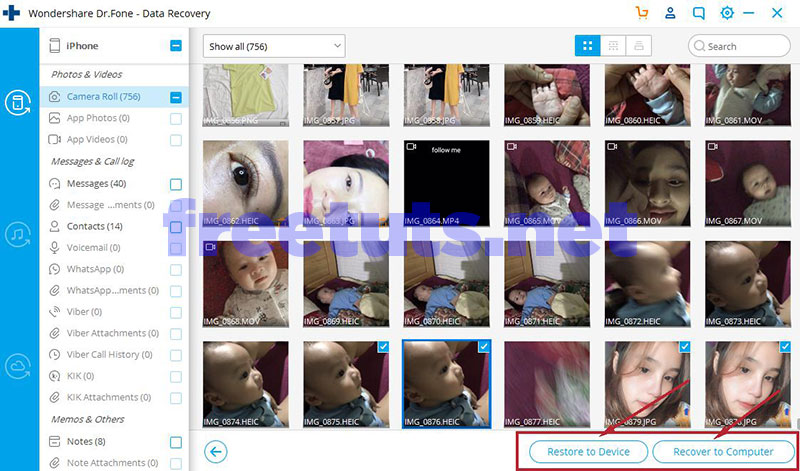 Wondershare Dr.Fone - Data Recovery
iPhone
Show all (756)
Search
Photos & Videos
Camera Roll (756)
App Photos (0)
App Videos (0)
Messages & Call log
Messages (40)
Message ...ments (0)
Contacts (14)
Voicemail (0)
WhatsApp (0)
WhatsApp...ments (0)
Viber (0)
Viber Attachments (0)
Viber Call History (0)
KIK (0)
KIK Attachments (0)
Memos & Others
Notes (8)
Note Attachments (0)
IMG_0856.PNG
IMG_0857.JPG
IMG_0858.JPG
IMG_0859.HEIC
IMG_0860.HEIC
IMG_0861.MOV
follow me
IMG_0862.HEIC
IMG_0863.JPG
IMG_0864.MP4
IMG_0865.MOV
IMG_0866.MOV
IMG_0867.MOV
freetuts.net
IMG_0868.MOV
IMG_0869.HEIC
IMG_0870.HEIC
IMG_0871.HEIC
IMG_0872.HEIC
IMG_0873.HEIC
IMG_0874.HEIC
IMG_0875.HEIC
IMG_0876.HEIC
IMG_0877.HEIC
IMG_0879.JPG
IMG_0878.JPG
Restore to Device
Recover to Computer